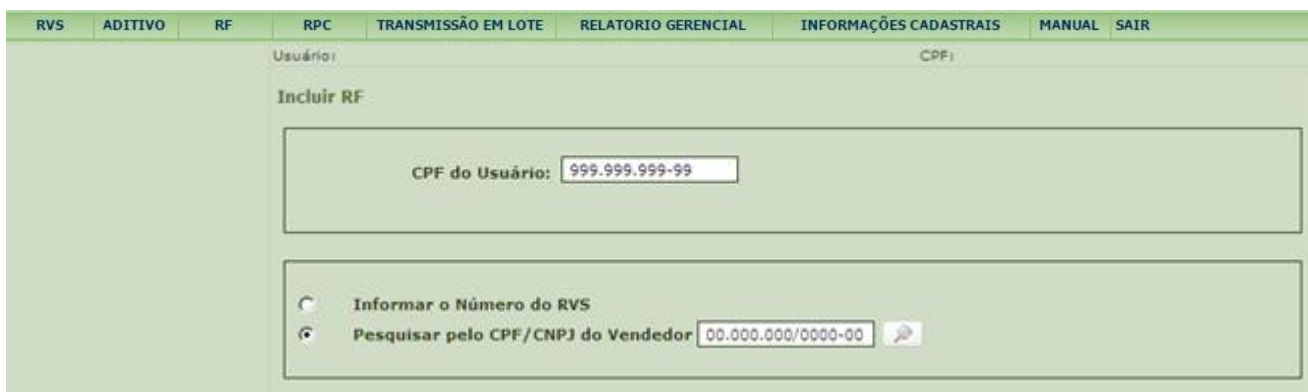 RVS ADITIVO RF RPC TRANSMISSÃO EM LOTE RELATORIO GERENCIAL INFORMAÇÕES CADASTRAIS MANUAL SAIR
Usuário: CPF:
Incluir RF
CPF do Usuário: 999.999.999-99
Informar o Número do RVS
Pesquisar pelo CPF/CNPJ do Vendedor 00.000.000/0000-00